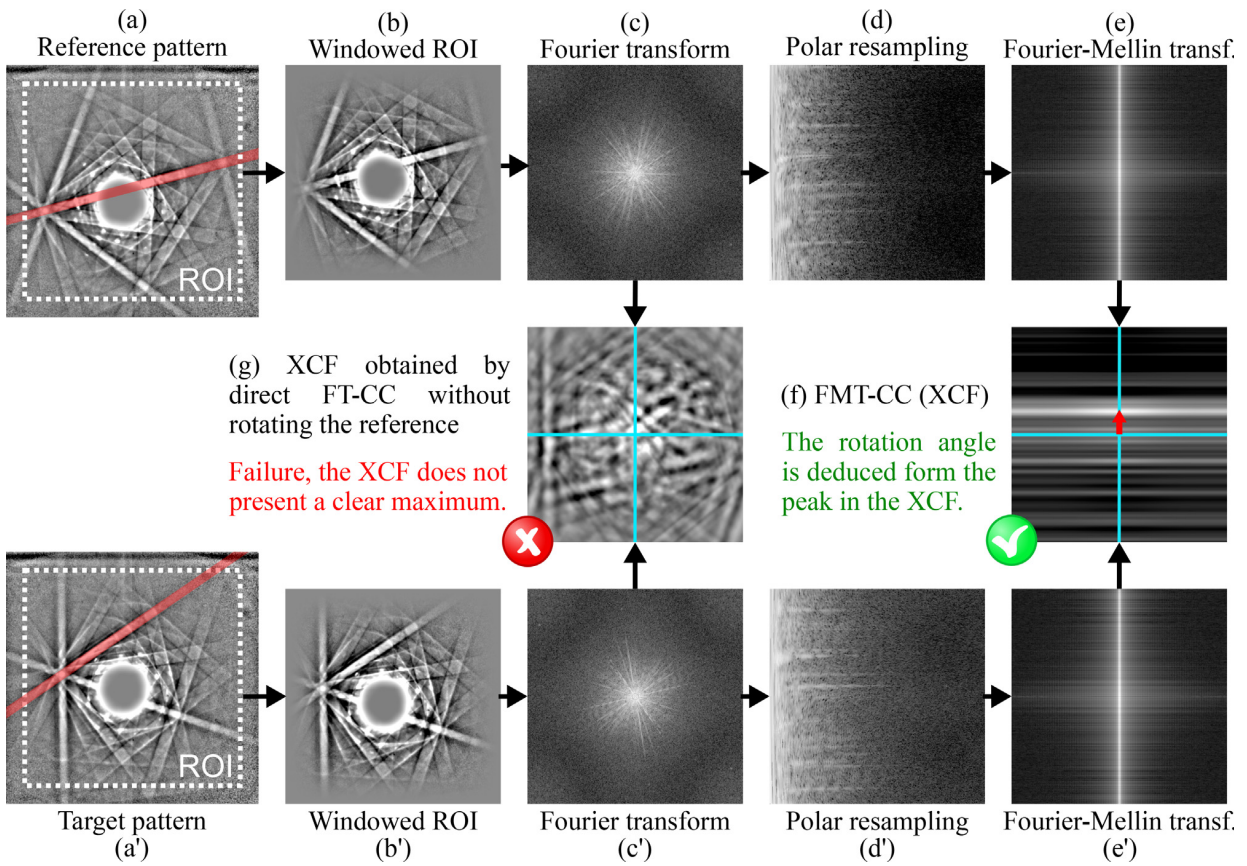 (a)
Reference pattern
(b)
Windowed ROI
(c)
Fourier transform
(d)
Polar resampling
(e)
Fourier-Mellin transf.
ROI
(g) XCF obtained by
direct FT-CC without
rotating the reference
Failure, the XCF does not
present a clear maximum.
(f) FMT-CC (XCF)
The rotation angle
is deduced form the
peak in the XCF.
ROI
Target pattern
(a')
Windowed ROI
(b')
Fourier transform
(c')
Polar resampling
(d')
Fourier-Mellin transf.
(e')